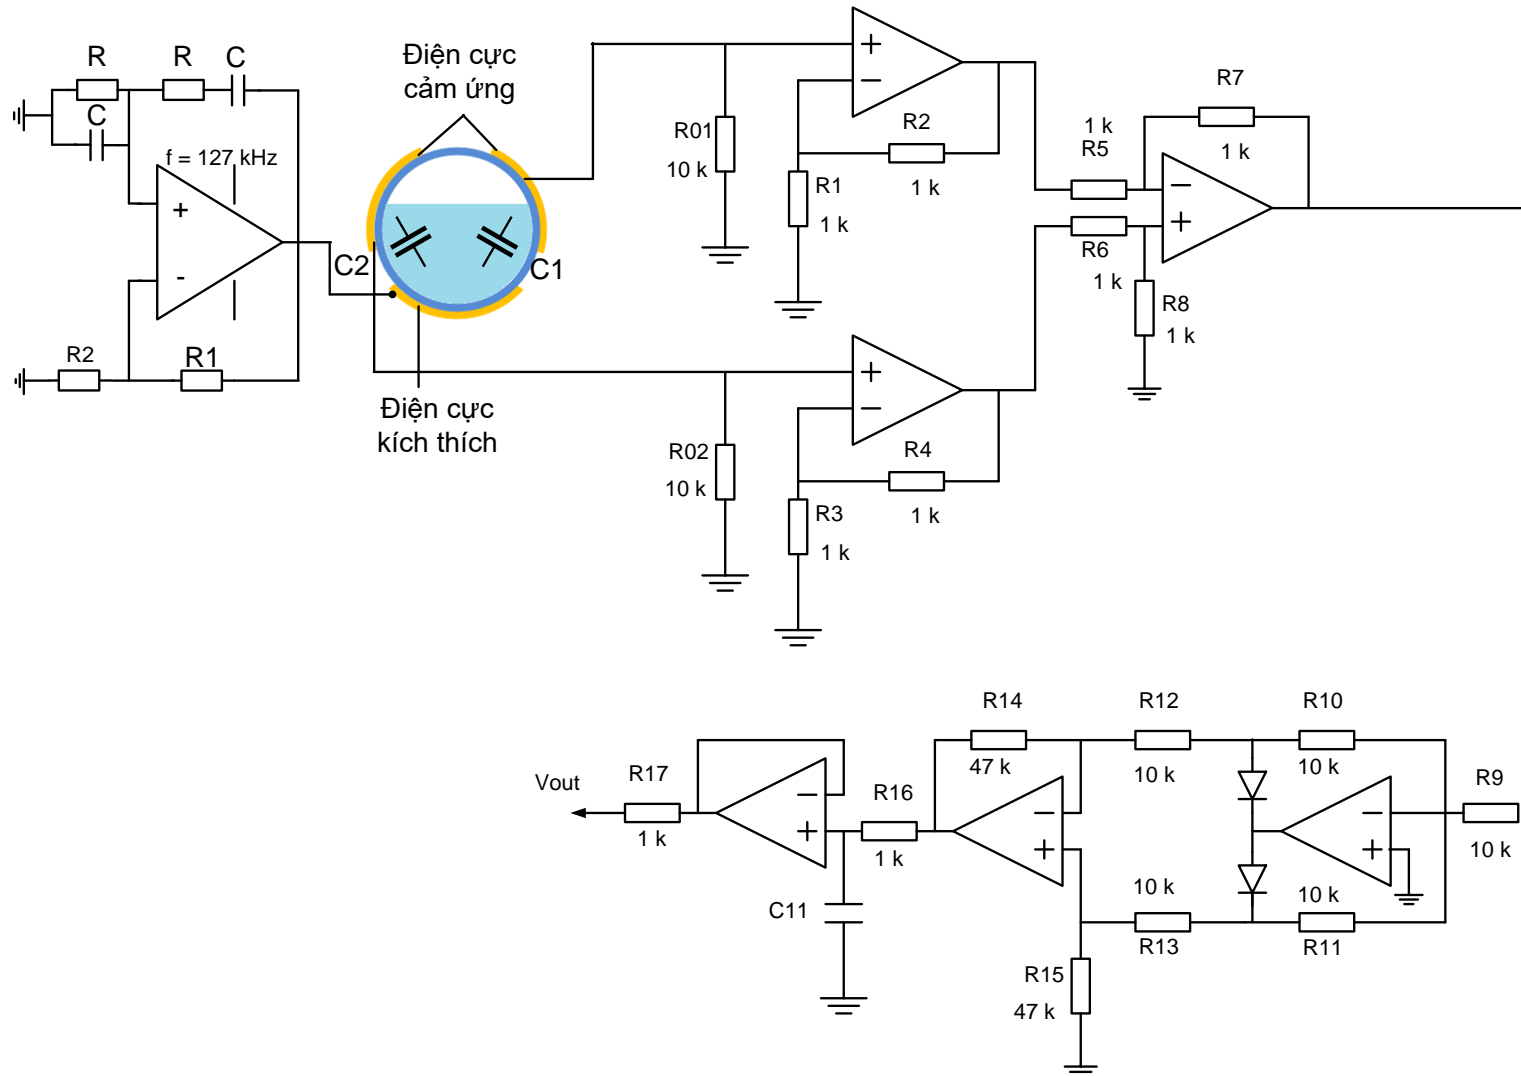 R
R
C
C
f = 127 kHz
+
-
R2
R1
Điện cực
cảm ứng
C2
C1
Điện cực
kích thích
R01
10 k
+
−
R2
1 k
R1
1 k
R02
10 k
+
−
R4
1 k
R3
1 k
1 k
R5
R7
1 k
−
+
R6
1 k
R8
1 k
Vout
R17
1 k
−
+
C11
R16
1 k
R14
47 k
−
+
R15
47 k
R12
10 k
10 k
R13
R10
10 k
10 k
R11
−
+
R9
10 k